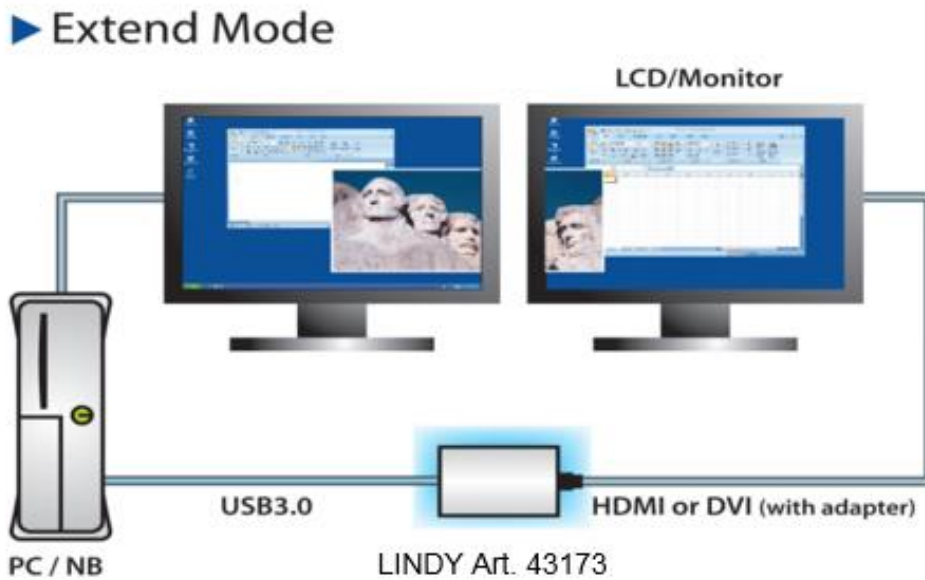 Extend Mode
LCD/Monitor
USB3.0
HDMI or DVI (with adapter)
PC / NB
LINDY Art. 43173